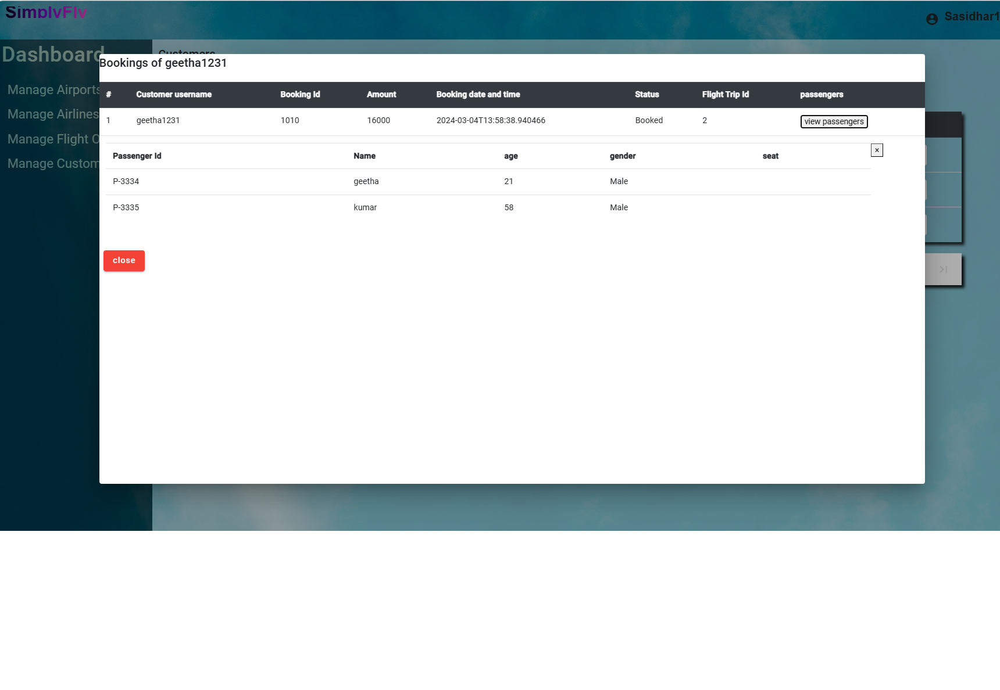 SimplyFly
Sasidhar1
Dashboard
Customers
Bookings of geetha1231
Manage Airports
# Customer username Booking Id Amount Booking date and time Status Flight Trip Id passengers
Manage Airlines
1 geetha1231 1010 16000 2024-03-04T13:58:38.940466 Booked 2 view passengers
Manage Flight O
×
Passenger Id Name age gender seat
Manage Custom
P-3334 geetha 21 Male
P-3335 kumar 58 Male
close